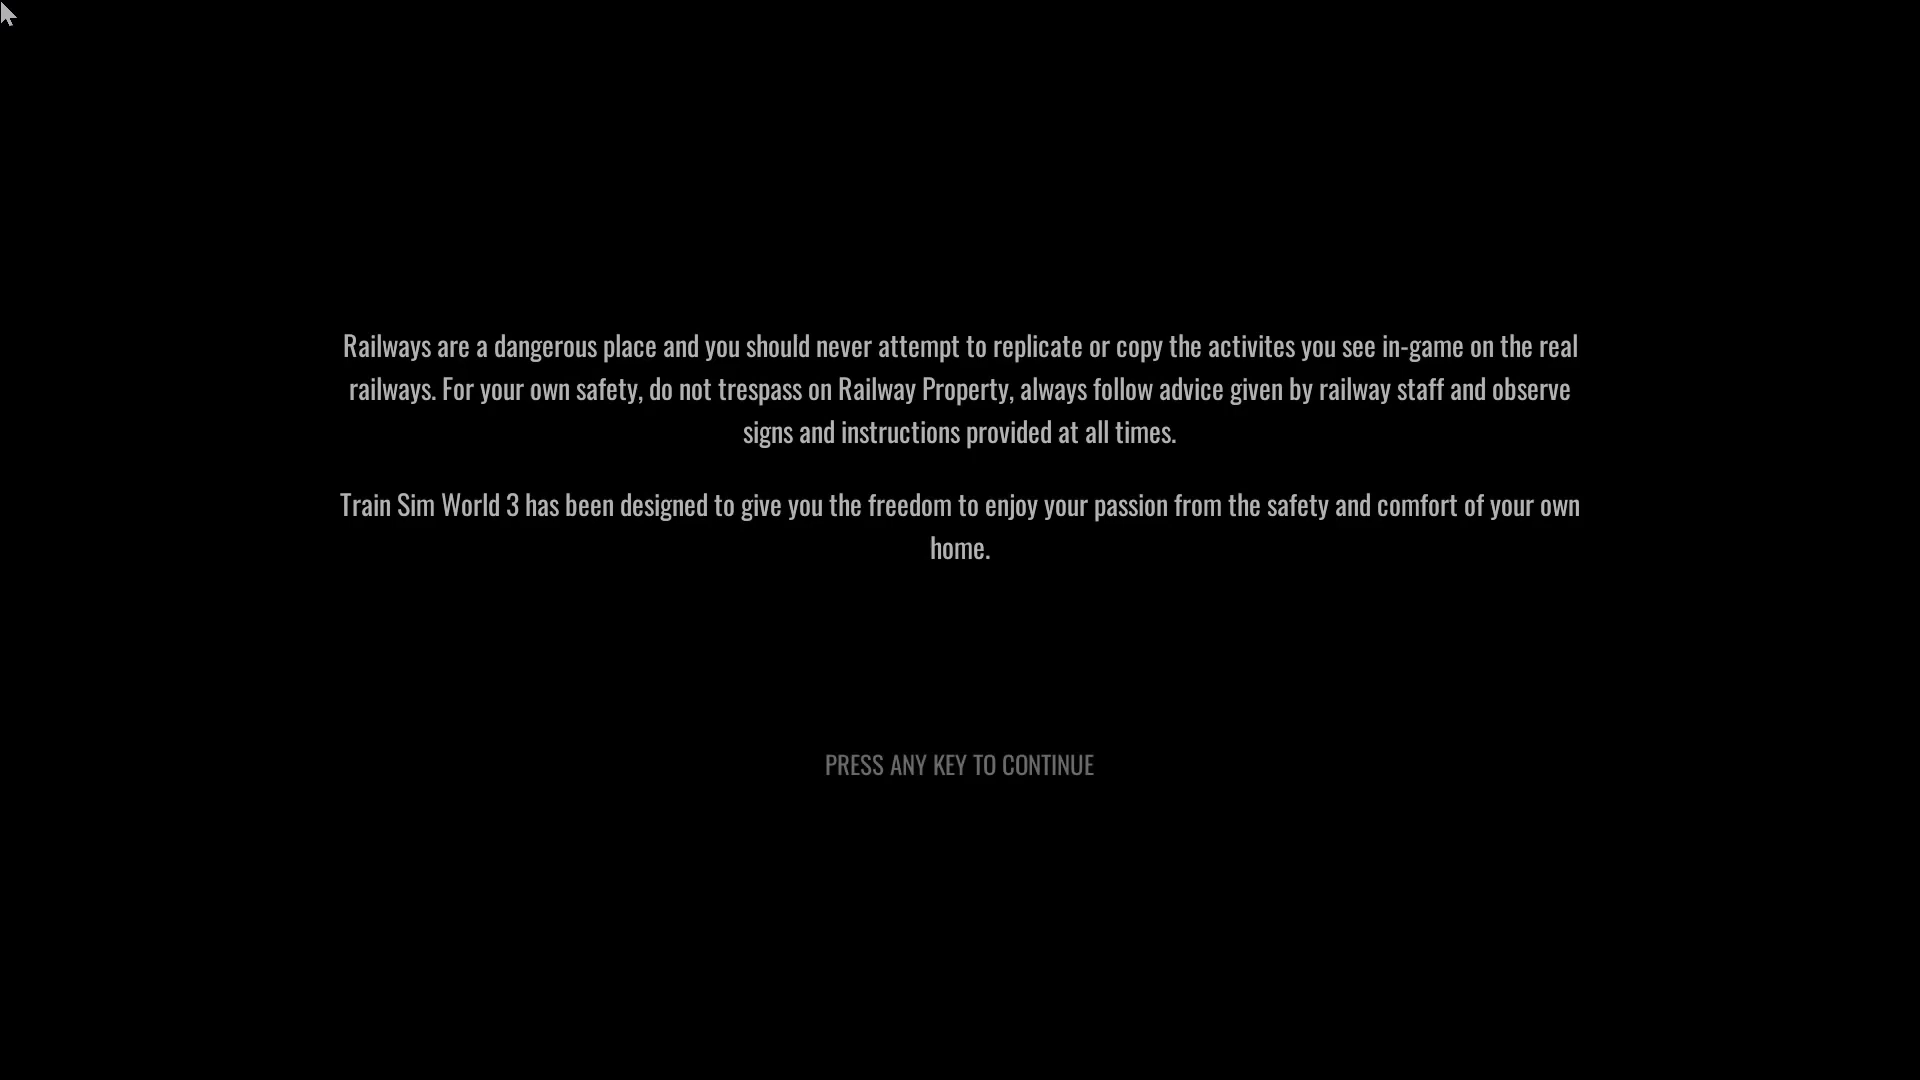 Railways are a dangerous place and you should never attempt to replicate or copy the activites you see in-game on the real
railways. For your own safety, do not trespass on Railway Property, always follow advice given by railway staff and observe
signs and instructions provided at all times.
Train Sim World 3 has been designed to give you the freedom to enjoy your passion from the safety and comfort of your own
home.
PRESS ANY KEY TO CONTINUE